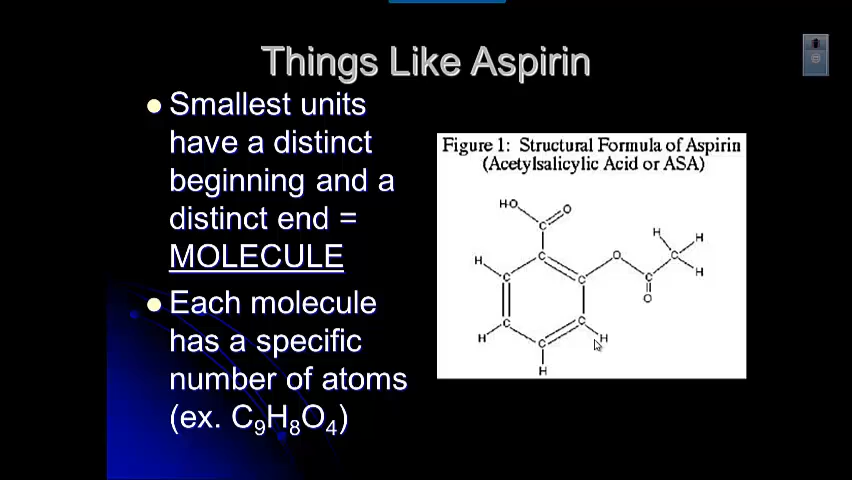 Things Like Aspirin
Smallest units
have a distinct
beginning and a
distinct end =
MOLECULE
Each molecule
has a specific
number of atoms
(ex. C₉H₈O₄)
Figure 1: Structural Formula of Aspirin
(Acetylsalicylic Acid or ASA)
HO O
C
H H
H C C O C H
C C C
O
H C C H
C
H